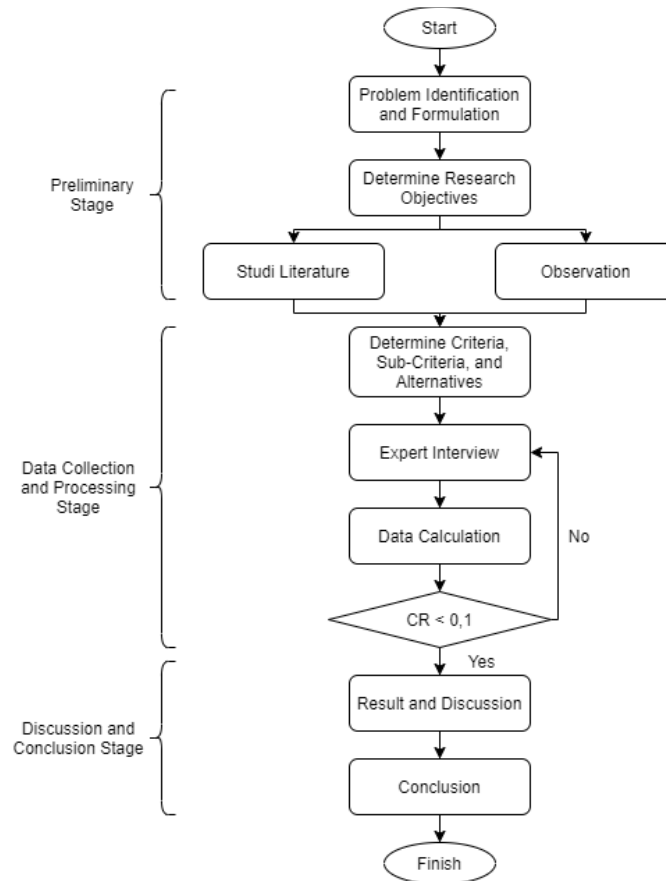 Start
Problem Identification
and Formulation
Preliminary
Stage
Determine Research
Objectives
Studi Literature
Observation
Determine Criteria,
Sub-Criteria, and
Alternatives
Data Collection
and Processing
Stage
Expert Interview
Data Calculation
No
CR < 0,1
Yes
Discussion and
Conclusion Stage
Result and Discussion
Conclusion
Finish